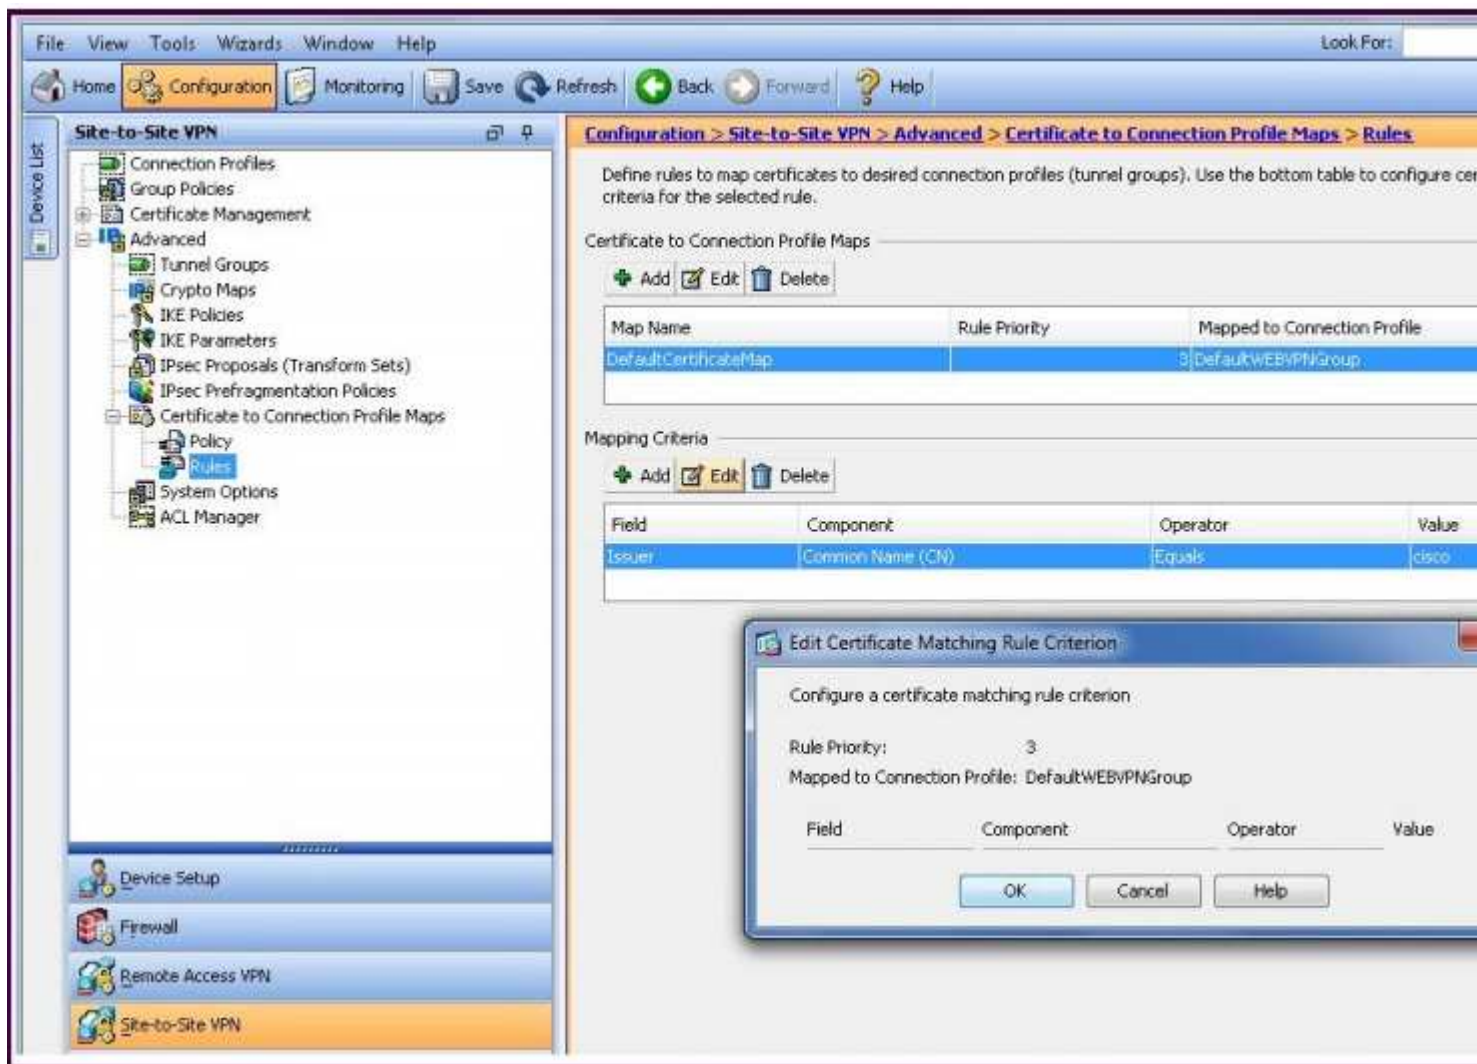 File View Tools Wizards Window Help Look For:
Home Configuration Monitoring Save Refresh Back Forward Help
Device List
Site-to-Site VPN
Connection Profiles
Group Policies
Certificate Management
Advanced
Tunnel Groups
Crypto Maps
IKE Policies
IKE Parameters
IPsec Proposals (Transform Sets)
IPsec Prefragmentation Policies
Certificate to Connection Profile Maps
Policy
Rules
System Options
ACL Manager
Device Setup
Firewall
Remote Access VPN
Site-to-Site VPN
Configuration > Site-to-Site VPN > Advanced > Certificate to Connection Profile Maps > Rules
Define rules to map certificates to desired connection profiles (tunnel groups). Use the bottom table to configure cer
criteria for the selected rule.
Certificate to Connection Profile Maps
Add Edit Delete
Map Name Rule Priority Mapped to Connection Profile
DefaultCertificateMap 3 DefaultWEBVPNGroup
Mapping Criteria
Add Edit Delete
Field Component Operator Value
Issuer Common Name (CN) Equals cisco
Edit Certificate Matching Rule Criterion
Configure a certificate matching rule criterion
Rule Priority: 3
Mapped to Connection Profile: DefaultWEBVPNGroup
Field Component Operator Value
OK Cancel Help